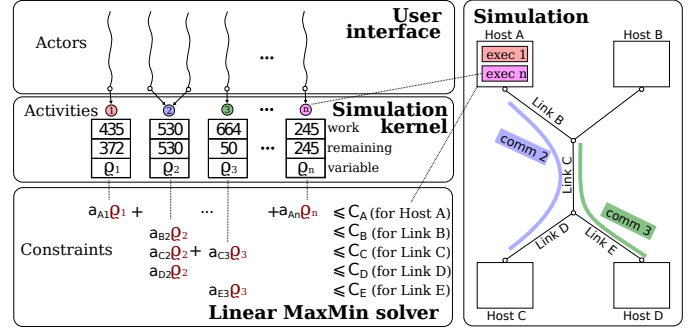 User
interface
Actors
...
Activities
1
2
3
...
n
Simulation
kernel
435
530
664
245
work
372
530
50
...
245
remaining
ϱ1
ϱ2
ϱ3
ϱn
variable
aA1ϱ1 + ... +aAnϱn ⩽ CA (for Host A)
aB2ϱ2 ⩽ CB (for Link B)
Constraints
aC2ϱ2 + aC3ϱ3 ⩽ CC (for Link C)
aD2ϱ2 ⩽ CD (for Link D)
aE3ϱ3 ⩽ CE (for Link E)
Linear MaxMin solver
Simulation
Host A
Host B
exec 1
exec n
Link B
comm 2
Link C
comm 3
Link D
Link E
Host C
Host D